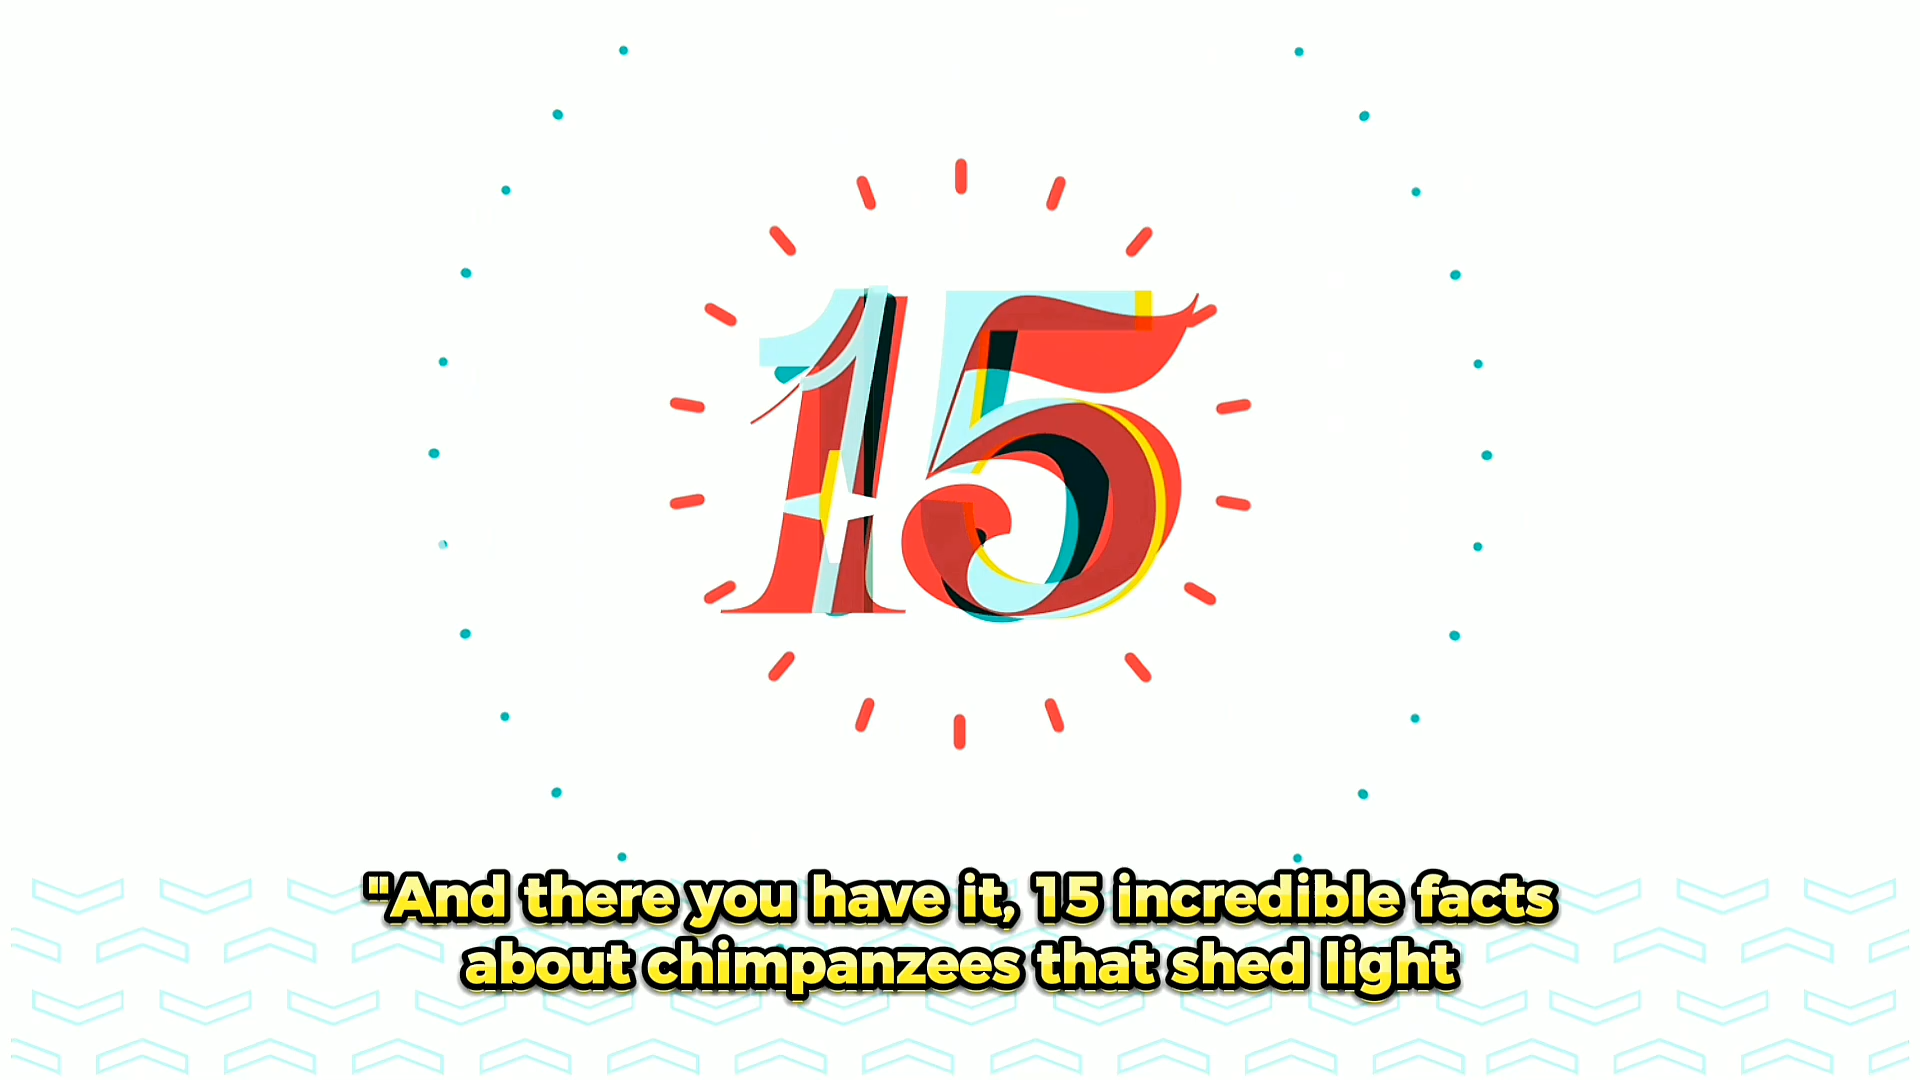 15
"And there you have it, 15 incredible facts
about chimpanzees that shed light